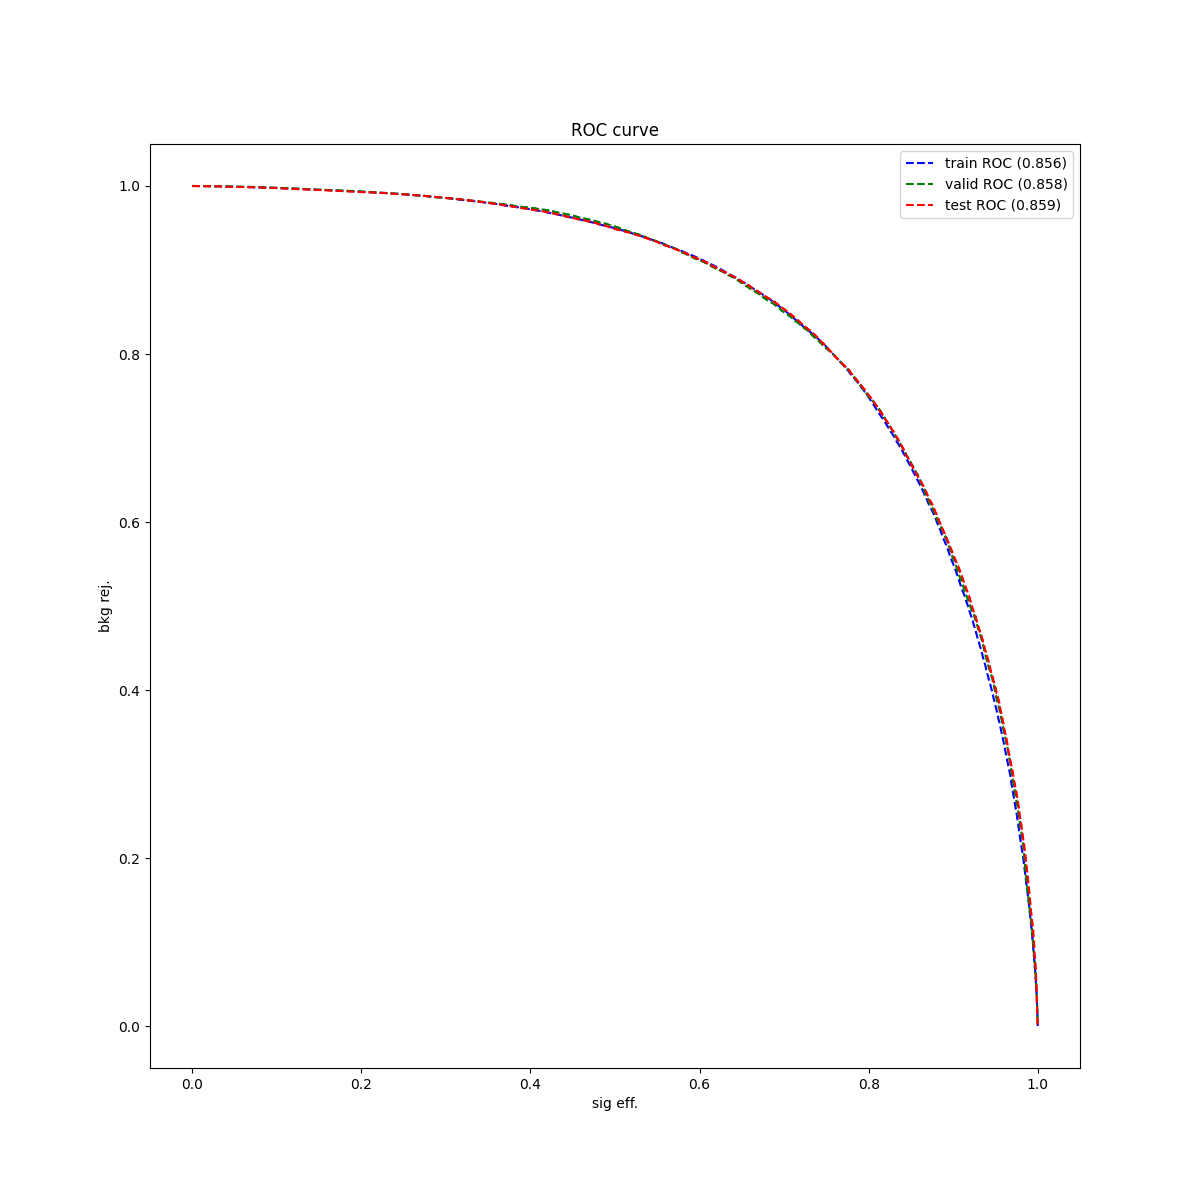 ROC curve
train ROC (0.856)
valid ROC (0.858)
test ROC (0.859)
1.0
0.8
0.6
0.4
0.2
0.0
bkg rej.
0.0 0.2 0.4 0.6 0.8 1.0
sig eff.